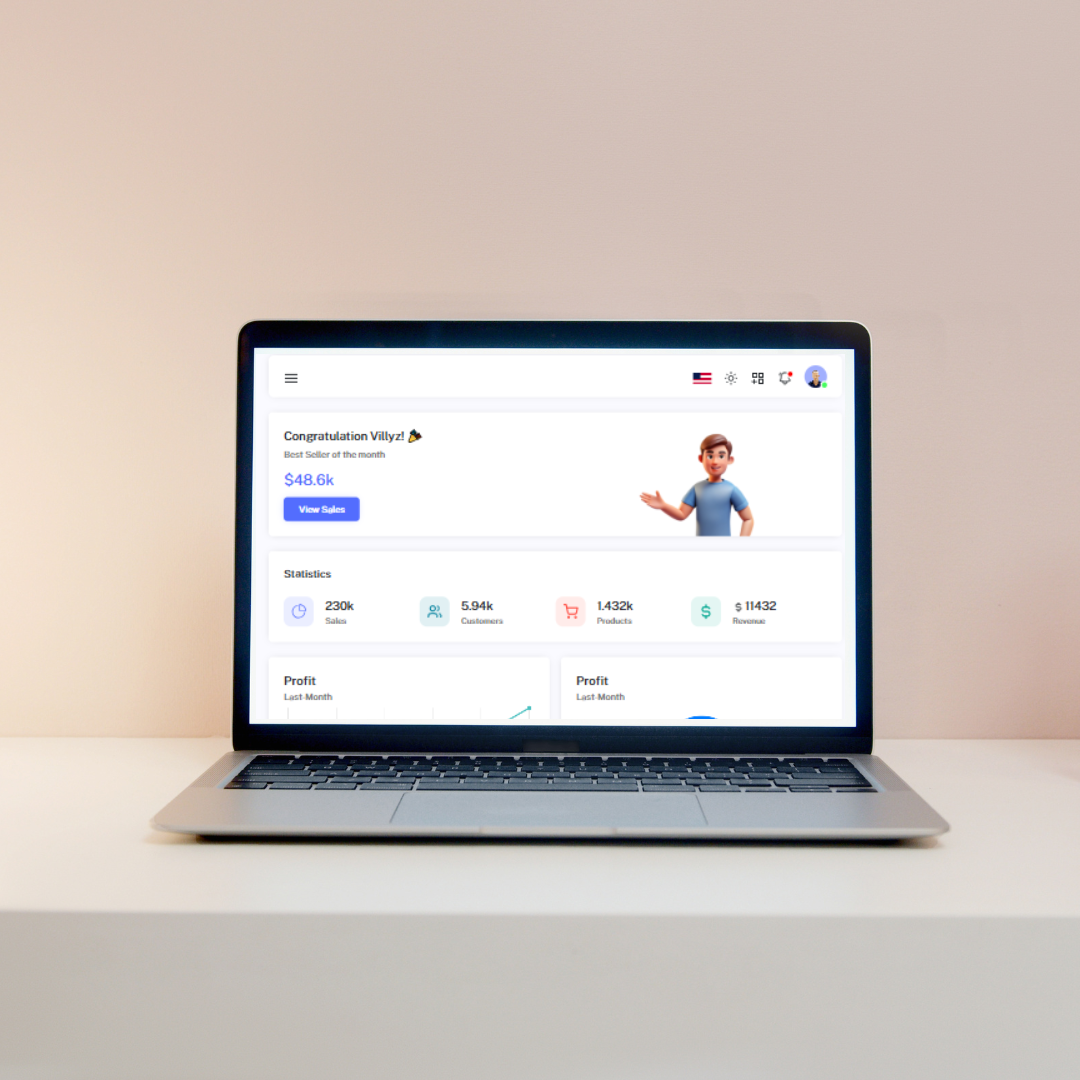 Congratulation Villyz!
Best Seller of the month
$48.6k
View Sales
Statistics
230k
Sales
5.94k
Customers
1.432k
Products
$ 11432
Revenue
Profit
Last-Month
Profit
Last-Month